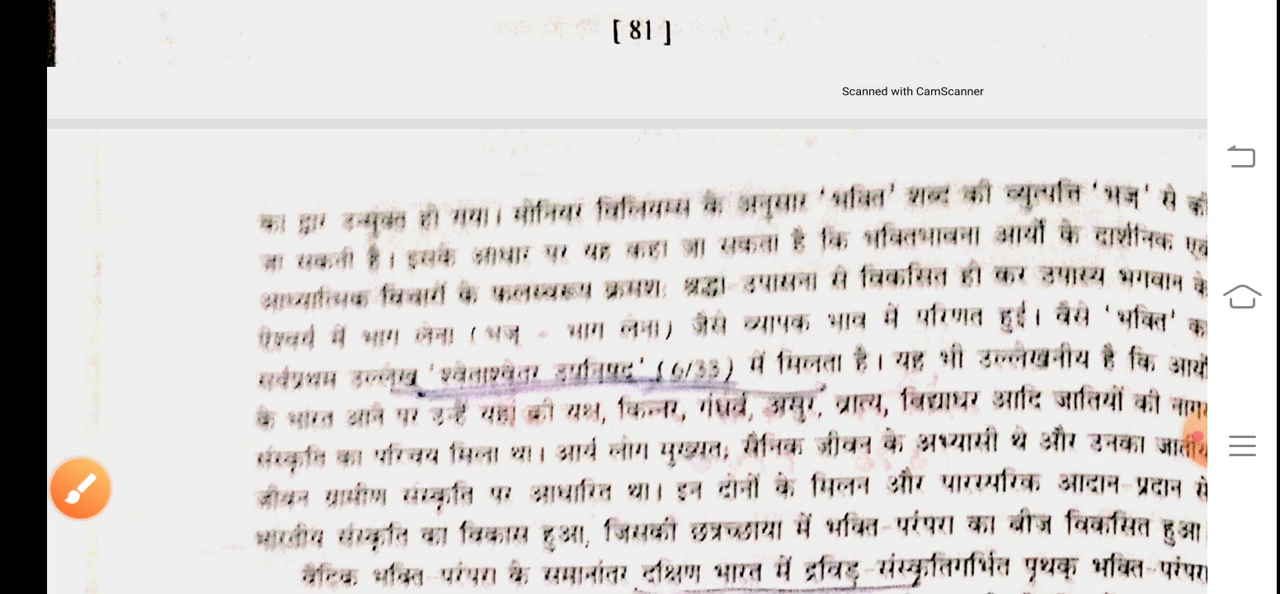 [ 81 ]
Scanned with CamScanner
का द्वार उन्मुक्त हो गया। मोनियर विलियम्स के अनुसार 'भक्ति' शब्द की व्युत्पत्ति 'भज्' से की
जा सकती है। इसके आधार पर यह कहा जा सकता है कि भक्तिभावना आर्यों के दार्शनिक एवं
आध्यात्मिक विचारों के फलस्वरूप क्रमशः श्रद्धा उपासना से विकसित हो कर उपास्य भगवान के
ऐश्वर्य में भाग लेना ( भज् - भाग लेना ) जैसे व्यापक भाव में परिणत हुई। वैसे 'भक्ति' क
सर्वप्रथम उल्लेख 'श्वेताश्वेतर उपनिषद' ( 6/33 ) में मिलता है। यह भी उल्लेखनीय है कि आर्यों
के भारत आने पर उन्हें यहां की यक्ष, किन्नर, गंधर्व, असुर, व्रात्य, विद्याधर आदि जातियों की नागर
संस्कृति का परिचय मिला था। आर्य लोग मुख्यतः सैनिक जीवन के अभ्यासी थे और उनका जातीय
जीवन ग्रामीण संस्कृति पर आधारित था। इन दोनों के मिलन और पारस्परिक आदान-प्रदान से
भारतीय संस्कृति का विकास हुआ, जिसकी छत्रच्छाया में भक्ति-परंपरा का बीज विकसित हुआ
वैदिक भक्ति-परंपरा के समानांतर दक्षिण भारत में द्रविड़-संस्कृतिगर्भित पृथक् भक्ति-परंपरा